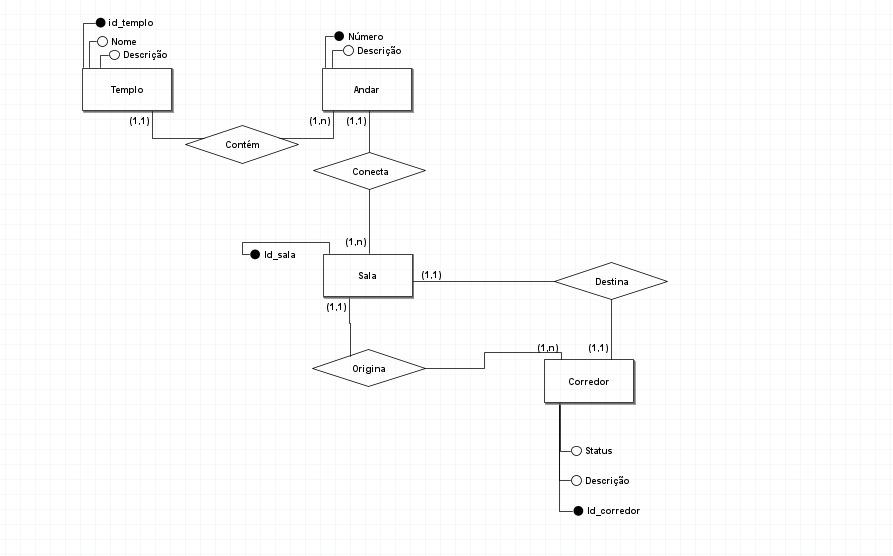 id_templo
Nome
Descrição
Templo
Número
Descrição
Andar
(1,1)
(1,n)
(1,1)
Contém
Conecta
(1,n)
Id_sala
Sala
(1,1)
Destina
(1,1)
Origina
(1,n)
(1,1)
Corredor
Status
Descrição
Id_corredor